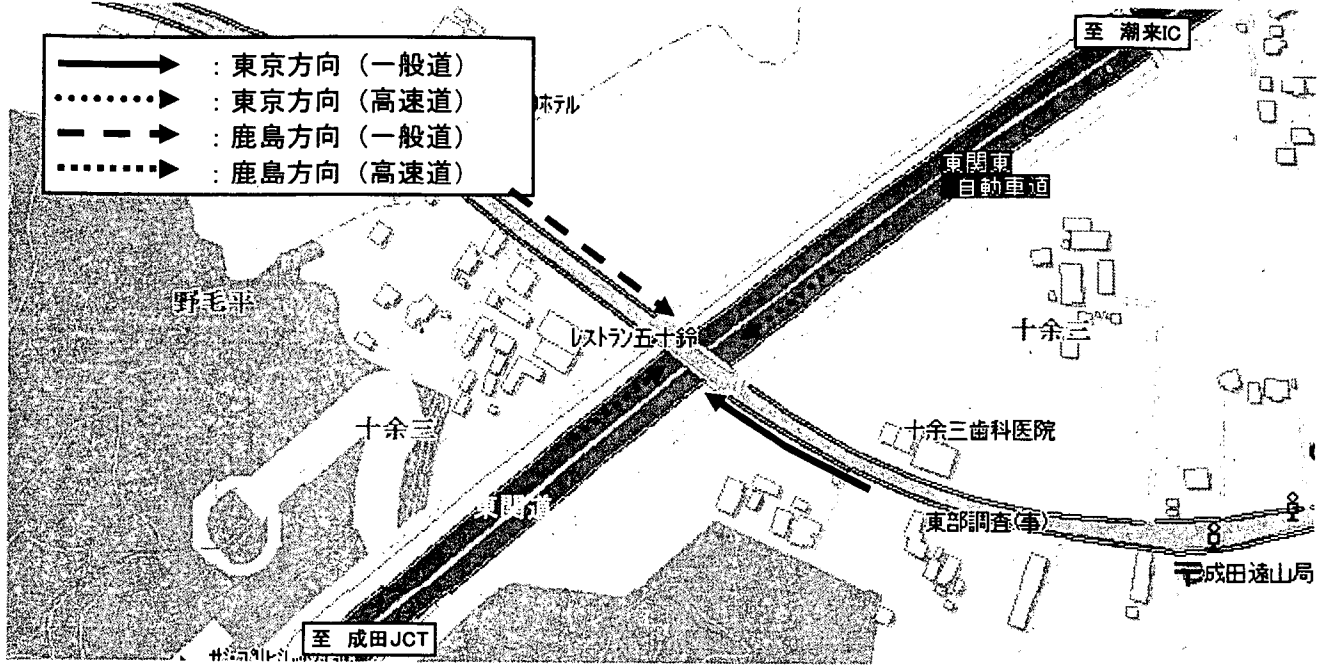 至 潮来IC
：東京方向（一般道）
：東京方向（高速道）
：鹿島方向（一般道）
：鹿島方向（高速道）
ホテル
東関東
自動車道
野毛平
レストラン五十鈴
十余三
十余三
十余三歯科医院
東関道
東部調査(事)
成田遠山局
至 成田JCT